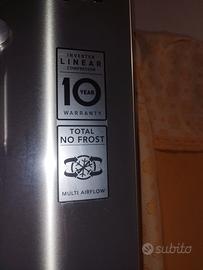 INVERTER
LINEAR
COMPRESSOR
10 YEAR
WARRANTY
TOTAL
NO FROST
MULTI AIRFLOW
subito